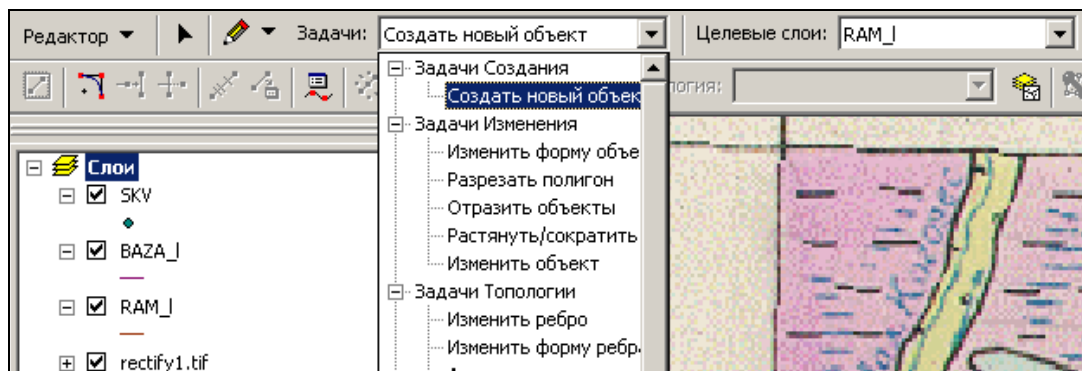 Редактор Задачи: Создать новый объект Целевые слои: RAM_l
Задачи Создания
Создать новый объек
логия:
Задачи Изменения
Изменить форму объе
Разрезать полигон
Отразить объекты
Растянуть/сократить
Изменить объект
Задачи Топологии
Изменить ребро
Изменить форму ребр
Слои
SKV
BAZA_l
RAM_l
rectify1.tif